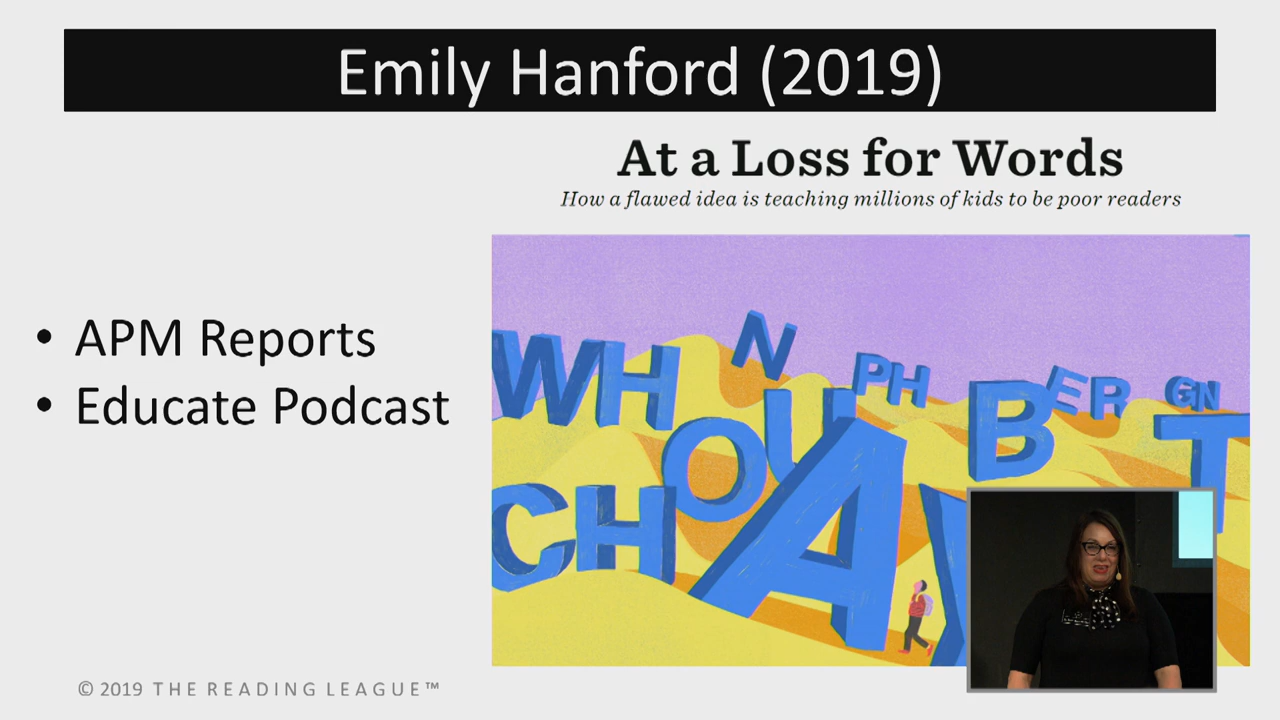 Emily Hanford (2019)
At a Loss for Words
How a flawed idea is teaching millions of kids to be poor readers
• APM Reports
• Educate Podcast
N
WH
PH
ER
GN
B
U
O
T
A
CH
© 2019 THE READING LEAGUE™